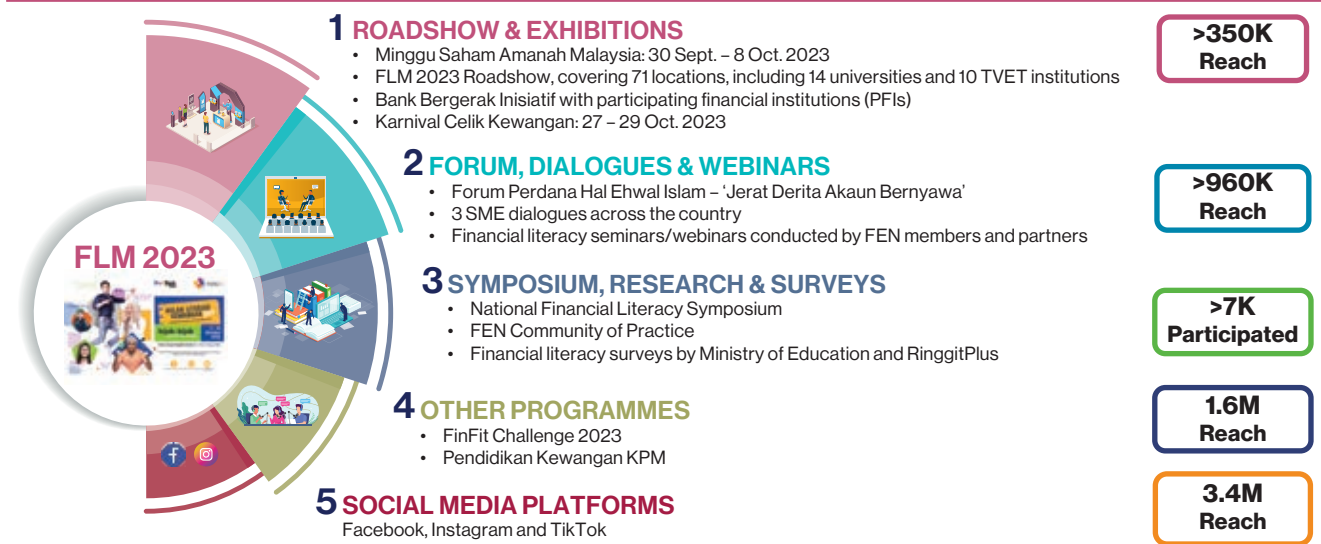 1 ROADSHOW & EXHIBITIONS
• Minggu Saham Amanah Malaysia: 30 Sept. – 8 Oct. 2023
• FLM 2023 Roadshow, covering 71 locations, including 14 universities and 10 TVET institutions
• Bank Bergerak Inisiatif with participating financial institutions (PFIs)
• Karnival Celik Kewangan: 27 – 29 Oct. 2023
>350K
Reach
2 FORUM, DIALOGUES & WEBINARS
• Forum Perdana Hal Ehwal Islam – ‘Jerat Derita Akaun Bernyawa’
• 3 SME dialogues across the country
• Financial literacy seminars/webinars conducted by FEN members and partners
>960K
Reach
FLM 2023
3 SYMPOSIUM, RESEARCH & SURVEYS
• National Financial Literacy Symposium
• FEN Community of Practice
• Financial literacy surveys by Ministry of Education and RinggitPlus
>7K
Participated
4 OTHER PROGRAMMES
• FinFit Challenge 2023
• Pendidikan Kewangan KPM
1.6M
Reach
5 SOCIAL MEDIA PLATFORMS
Facebook, Instagram and TikTok
3.4M
Reach